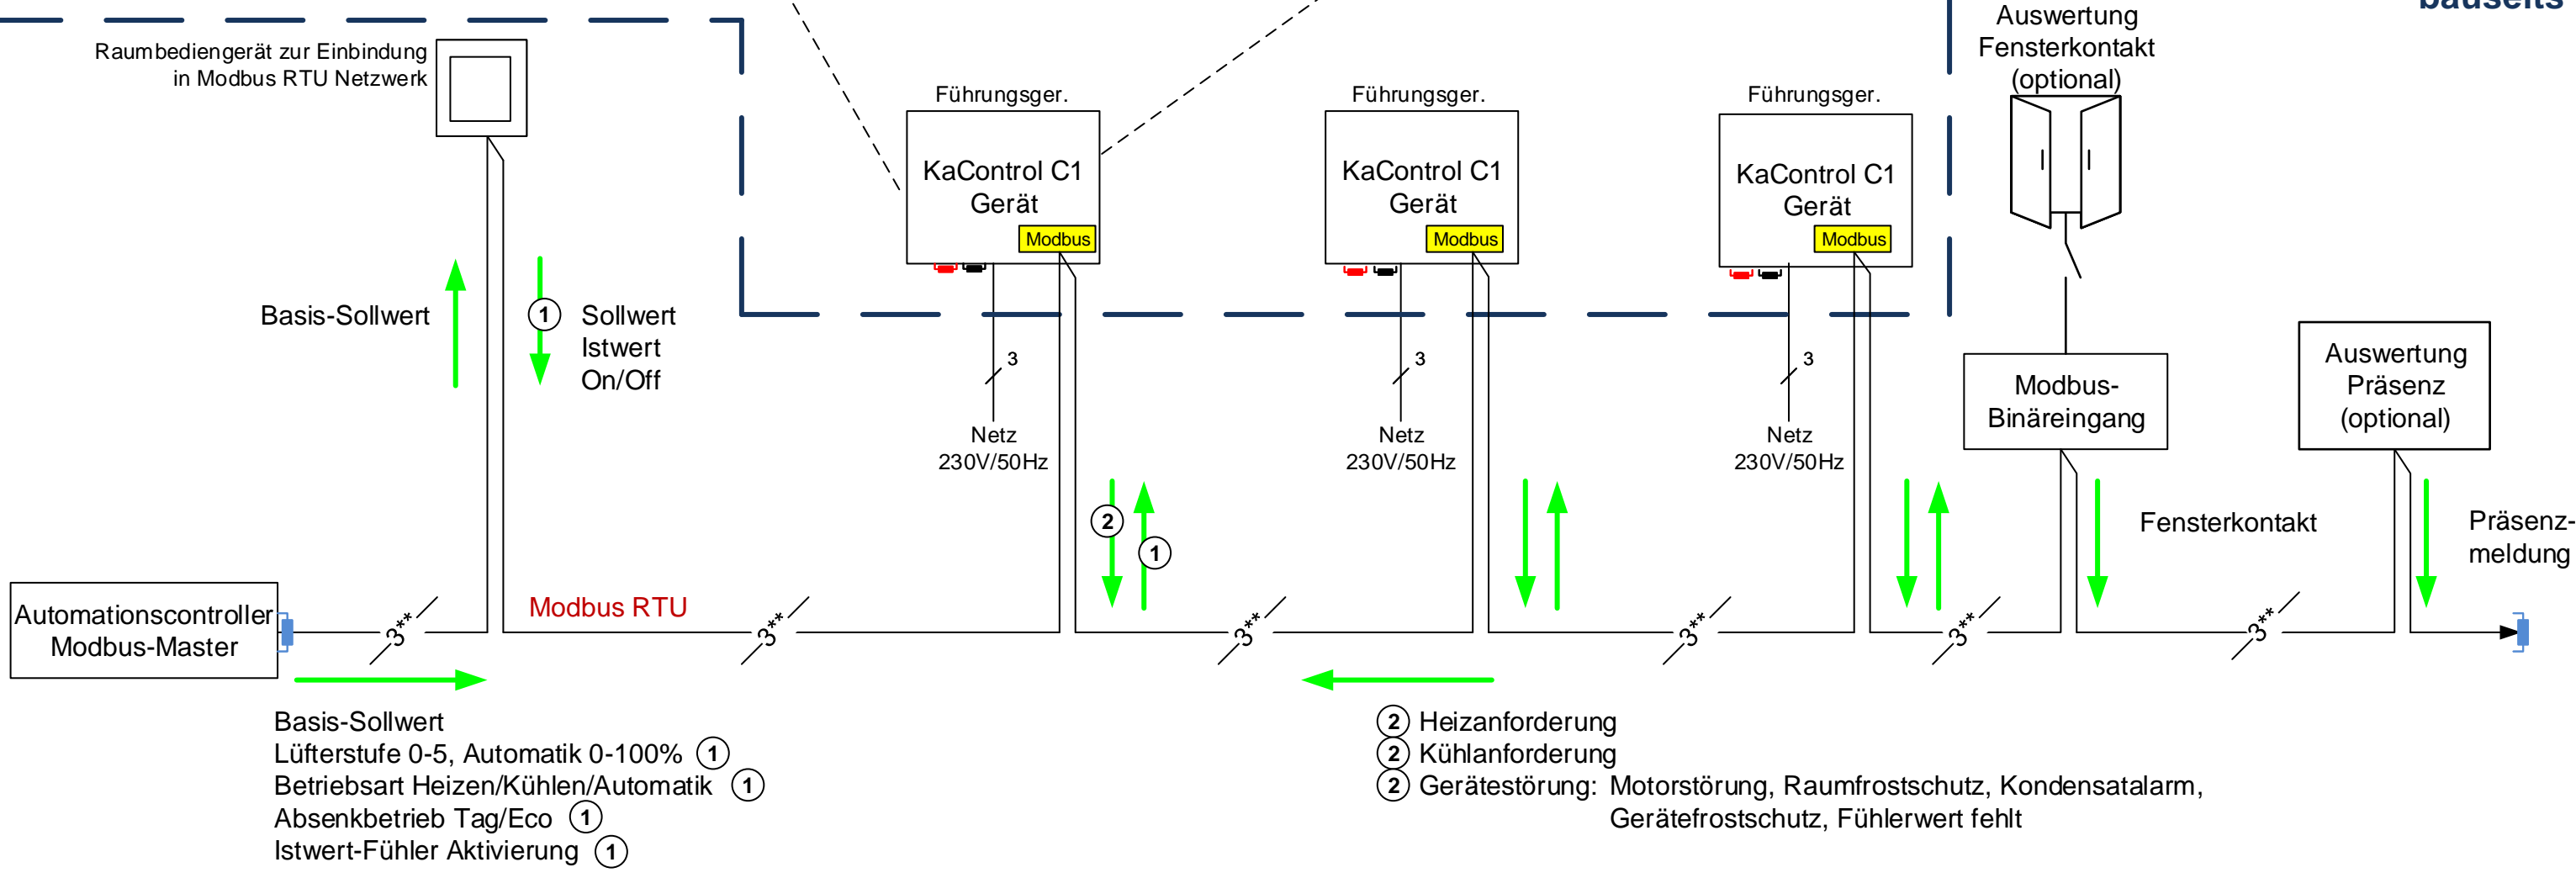 bauseits
Raumbediengerät zur Einbindung
in Modbus RTU Netzwerk
Führungsger.
KaControl C1
Gerät
Modbus
Führungsger.
KaControl C1
Gerät
Modbus
Führungsger.
KaControl C1
Gerät
Modbus
Auswertung
Fensterkontakt
(optional)
Basis-Sollwert
1 Sollwert
Istwert
On/Off
3
Netz
230V/50Hz
3
Netz
230V/50Hz
3
Netz
230V/50Hz
Modbus-
Binäreingang
Auswertung
Präsenz
(optional)
2
1
Fensterkontakt
Präsenz-
meldung
Automationscontroller
Modbus-Master
3**
Modbus RTU
3**
3**
3**
3**
3**
Basis-Sollwert
Lüfterstufe 0-5, Automatik 0-100% 1
Betriebsart Heizen/Kühlen/Automatik 1
Absenkbetrieb Tag/Eco 1
Istwert-Fühler Aktivierung 1
2 Heizanforderung
2 Kühlanforderung
2 Gerätestörung: Motorstörung, Raumfrostschutz, Kondensatalarm,
Gerätefrostschutz, Fühlerwert fehlt